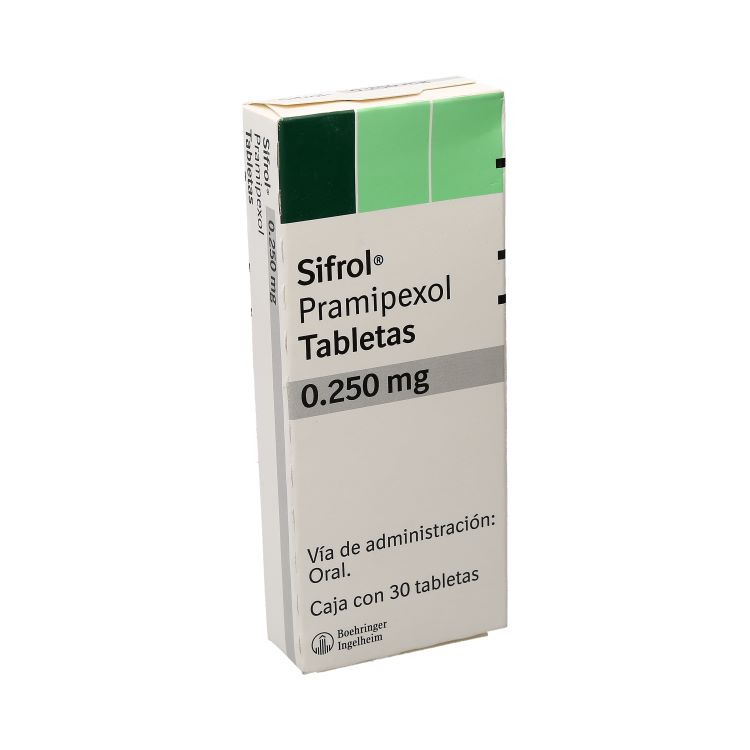 Sifrol®
Pramipexol
Tabletas
0.250 mg
Vía de administración:
Oral.
Caja con 30 tabletas
Boehringer
Ingelheim
Sifrol®
Pramipexol
Tabletas
0.250 mg